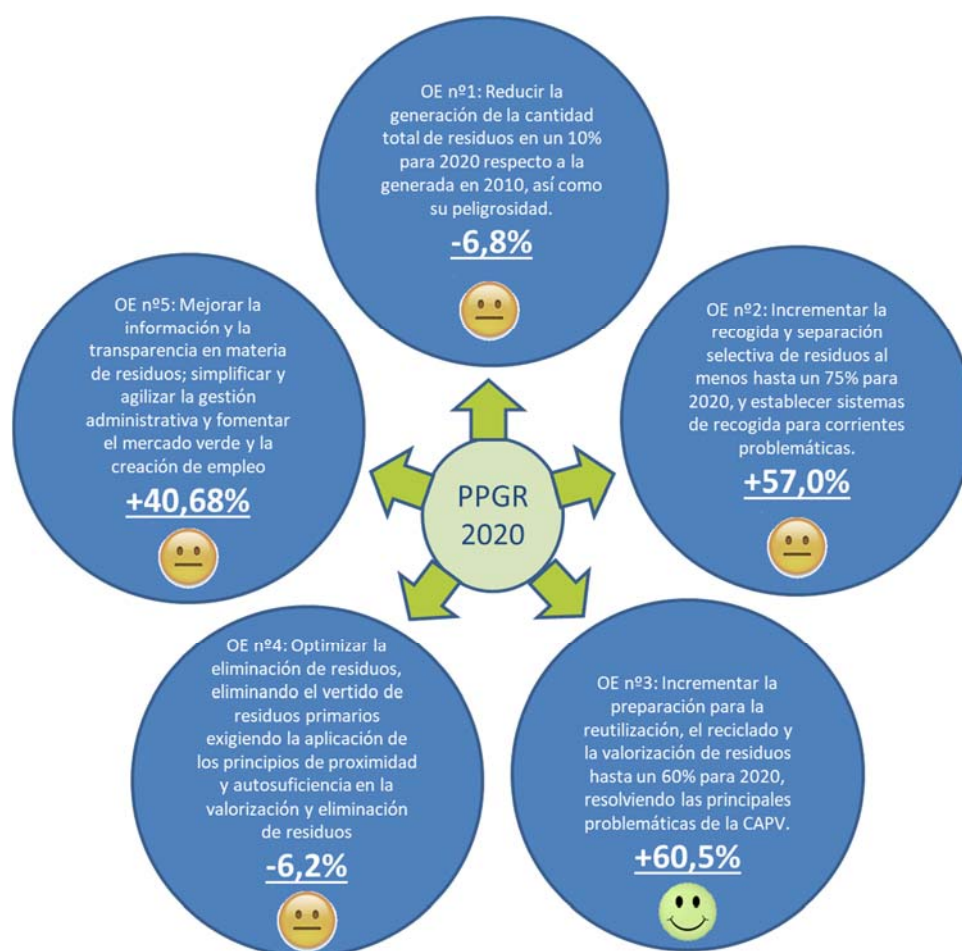 OE nº1: Reducir la
generación de la cantidad
total de residuos en un 10%
para 2020 respecto a la
generada en 2010, así como
su peligrosidad.
-6,8%
OE nº2: Incrementar la
recogida y separación
selectiva de residuos al
menos hasta un 75% para
2020, y establecer sistemas
de recogida para corrientes
problemáticas.
+57,0%
OE nº3: Incrementar la
preparación para la
reutilización, el reciclado y
la valorización de residuos
hasta un 60% para 2020,
resolviendo las principales
problemáticas de la CAPV.
+60,5%
OE nº4: Optimizar la
eliminación de residuos,
eliminando el vertido de
residuos primarios
exigiendo la aplicación de
los principios de proximidad
y autosuficiencia en la
valorización y eliminación
de residuos
-6,2%
OE nº5: Mejorar la
información y la
transparencia en materia
de residuos; simplificar y
agilizar la gestión
administrativa y fomentar
el mercado verde y la
creación de empleo
+40,68%
PPGR
2020